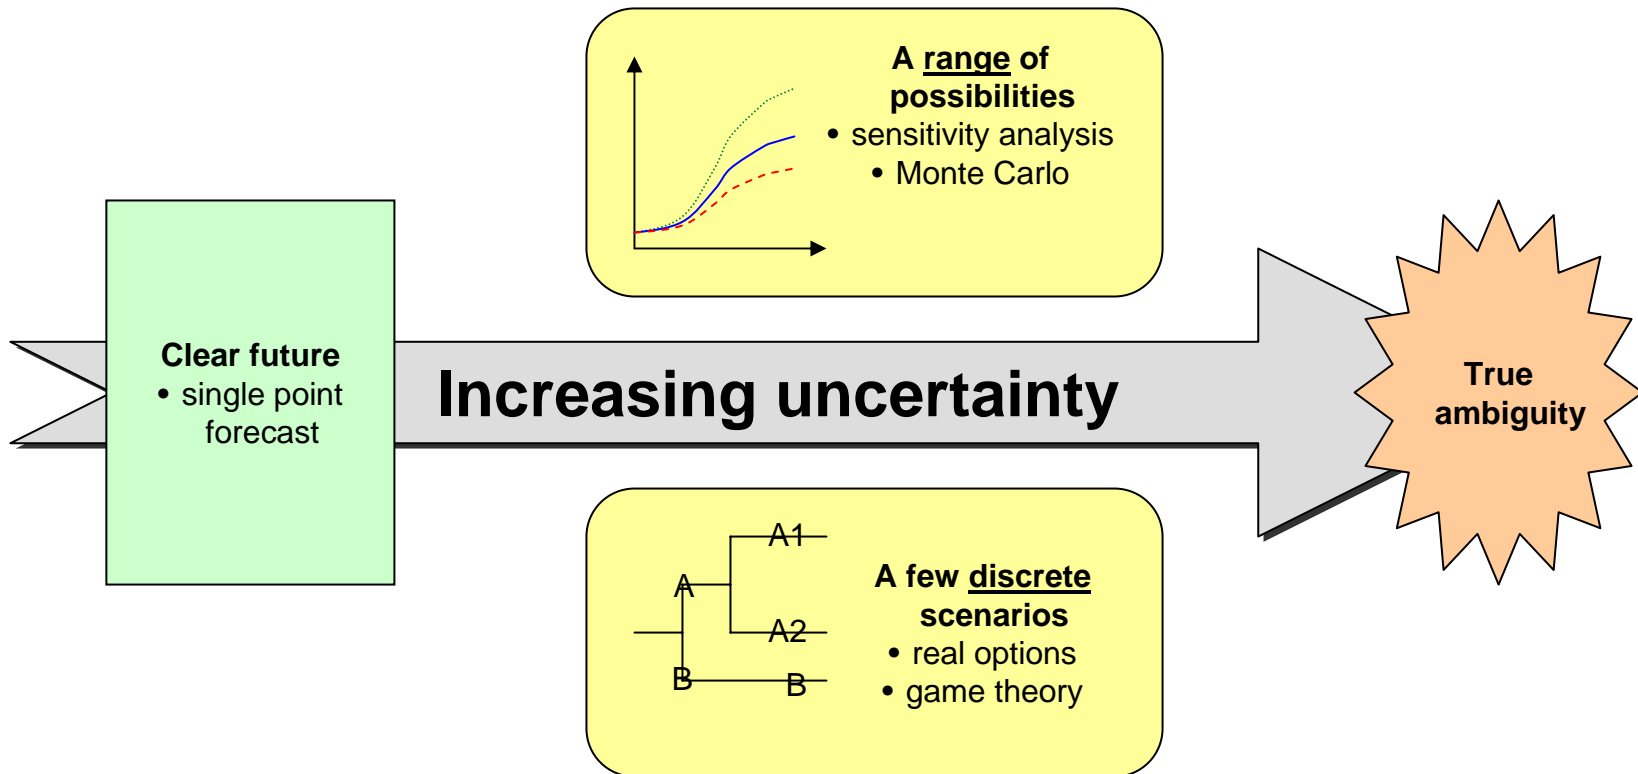 A range of
possibilities
• sensitivity analysis
• Monte Carlo
Clear future
• single point
forecast
Increasing uncertainty
True
ambiguity
A1
A
A2
B
B
A few discrete
scenarios
• real options
• game theory